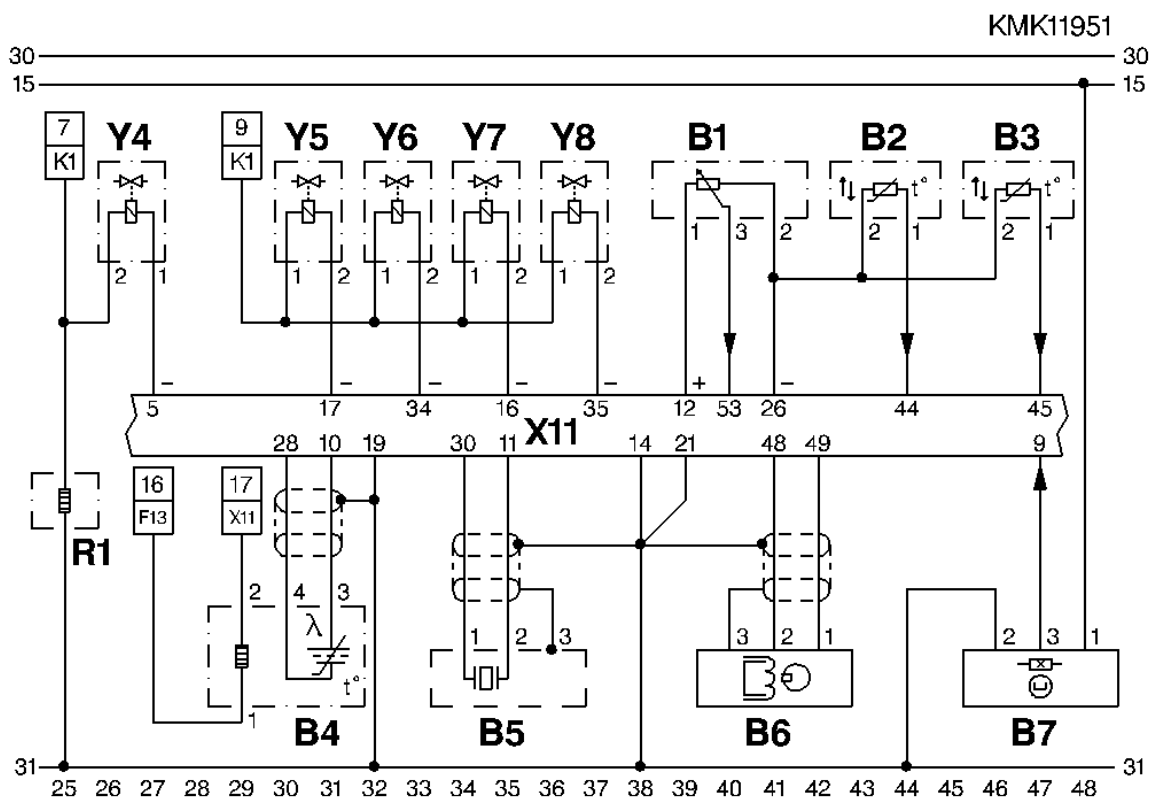 KMK11951
30 30
15 15
7 Y4 9 Y5 Y6 Y7 Y8 B1 B2 B3
K1 K1
t° t°
1 3 2 2 1 2 1
2 1 1 2 1 2 1 2 1 2
− − − − − + −
5 17 34 16 35 12 53 26 44 45
X11
28 10 19 30 11 14 21 48 49 9
16 17
F13 X11
R1
2 4 3
λ 1 2 3 3 2 1 2 3 1
t°
1 B4 B5 B6 B7
31 31
25 26 27 28 29 30 31 32 33 34 35 36 37 38 39 40 41 42 43 44 45 46 47 48